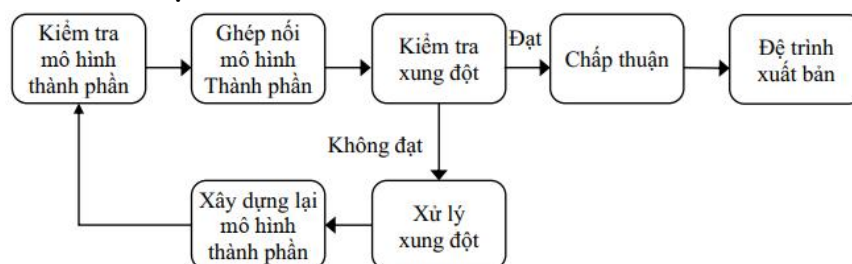 Kiểm tra
mô hình
thành phần
Ghép nối
mô hình
Thành phần
Kiểm tra
xung đột
Đạt
Chấp thuận
Đệ trình
xuất bản
Không đạt
Xây dựng lại
mô hình
thành phần
Xử lý
xung đột